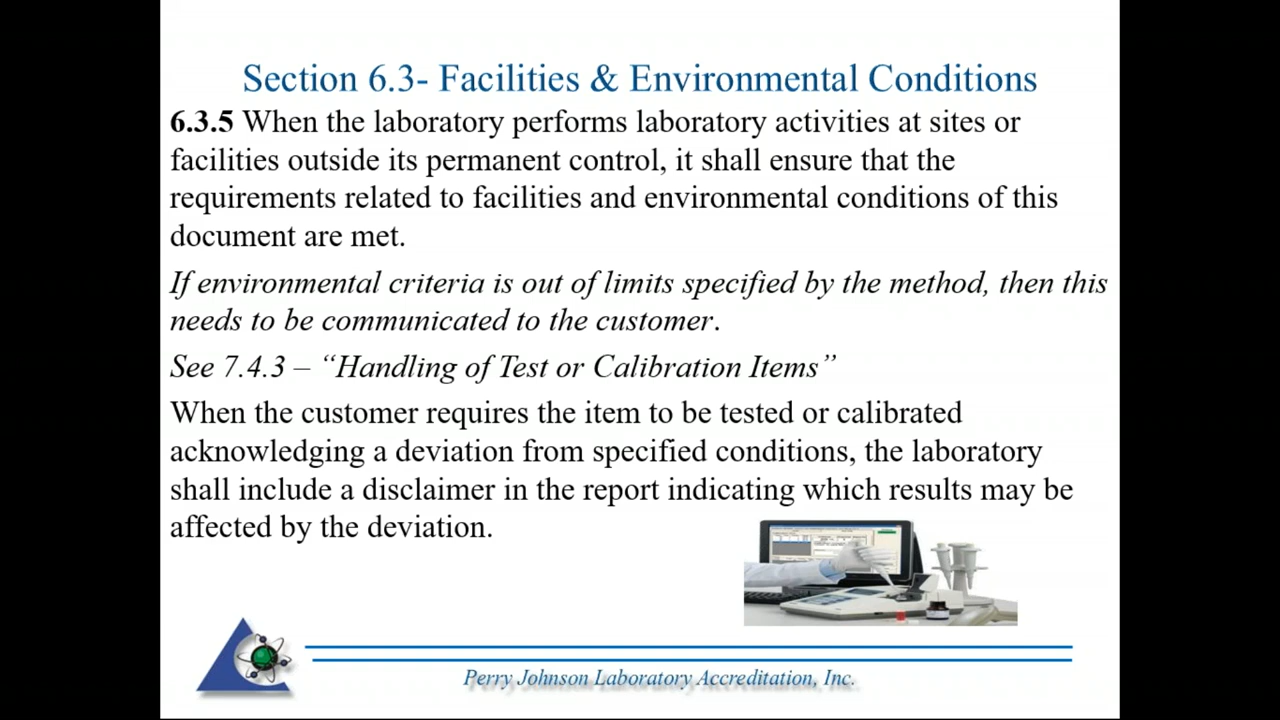 Section 6.3- Facilities & Environmental Conditions
6.3.5 When the laboratory performs laboratory activities at sites or
facilities outside its permanent control, it shall ensure that the
requirements related to facilities and environmental conditions of this
document are met.
If environmental criteria is out of limits specified by the method, then this
needs to be communicated to the customer.
See 7.4.3 – “Handling of Test or Calibration Items”
When the customer requires the item to be tested or calibrated
acknowledging a deviation from specified conditions, the laboratory
shall include a disclaimer in the report indicating which results may be
affected by the deviation.
Perry Johnson Laboratory Accreditation, Inc.